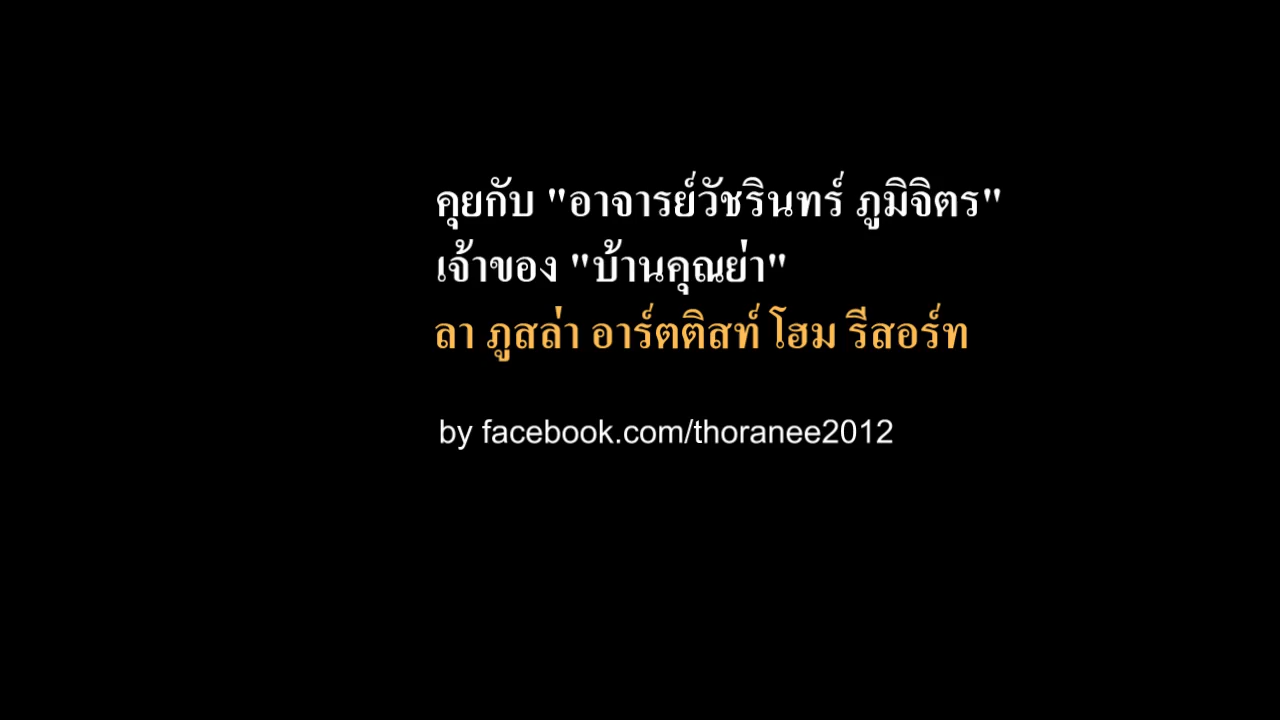 คุยกับ "อาจารย์วัชรินทร์ ภูมิจิตร"
เจ้าของ "บ้านคุณย่า"
ลา ภูสล่า อาร์ตติสท์ โฮม รีสอร์ท
by facebook.com/thoranee2012